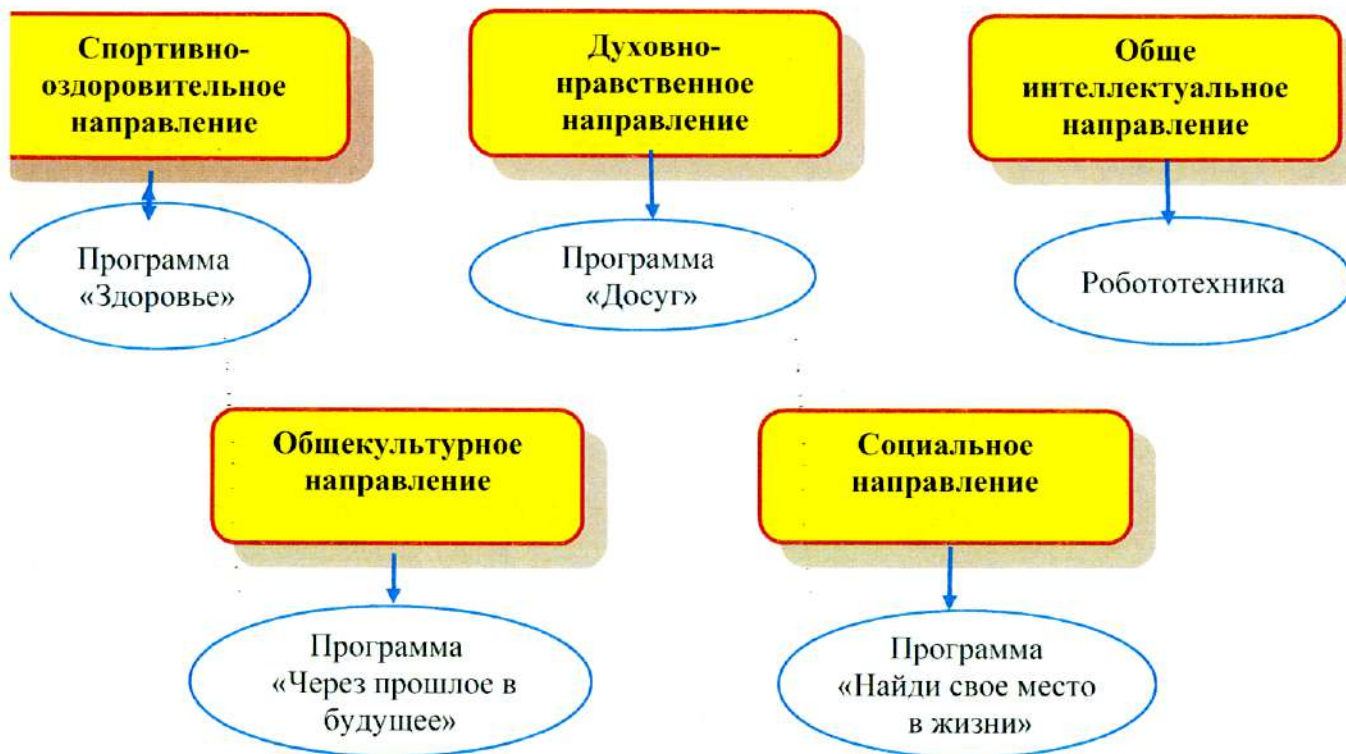 Спортивно-
оздоровительное
направление
Духовно-
нравственное
направление
Обще
интеллектуальное
направление
Программа
«Здоровье»
Программа
«Досуг»
Робототехника
Общекультурное
направление
Социальное
направление
Программа
«Через прошлое в
будущее»
Программа
«Найди свое место
в жизни»